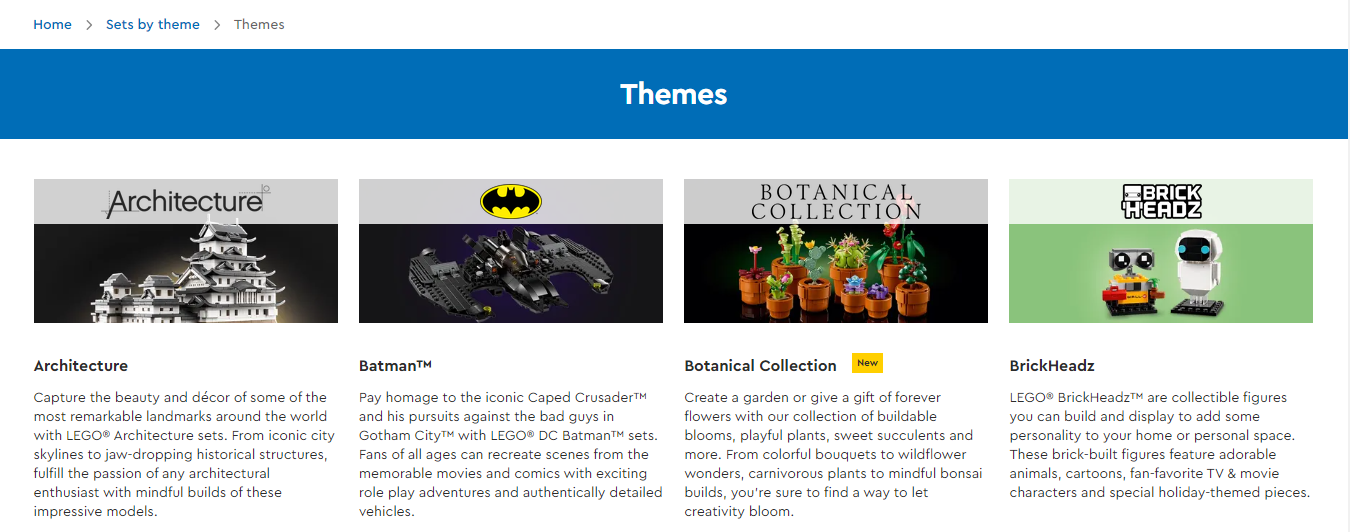 Home > Sets by theme > Themes
Themes
Architecture
BOTANICAL
COLLECTION
BRICK
HEADZ
Architecture
Capture the beauty and décor of some of the
most remarkable landmarks around the world
with LEGO® Architecture sets. From iconic city
skylines to jaw-dropping historical structures,
fulfill the passion of any architectural
enthusiast with mindful builds of these
impressive models.
Batman™
Pay homage to the iconic Caped Crusader™
and his pursuits against the bad guys in
Gotham City™ with LEGO® DC Batman™ sets.
Fans of all ages can recreate scenes from the
memorable movies and comics with exciting
role play adventures and authentically detailed
vehicles.
Botanical Collection New
Create a garden or give a gift of forever
flowers with our collection of buildable
blooms, playful plants, sweet succulents and
more. From colorful bouquets to wildflower
wonders, carnivorous plants to mindful bonsai
builds, you're sure to find a way to let
creativity bloom.
BrickHeadz
LEGO® BrickHeadz™ are collectible figures
you can build and display to add some
personality to your home or personal space.
These brick-built figures feature adorable
animals, cartoons, fan-favorite TV & movie
characters and special holiday-themed pieces.